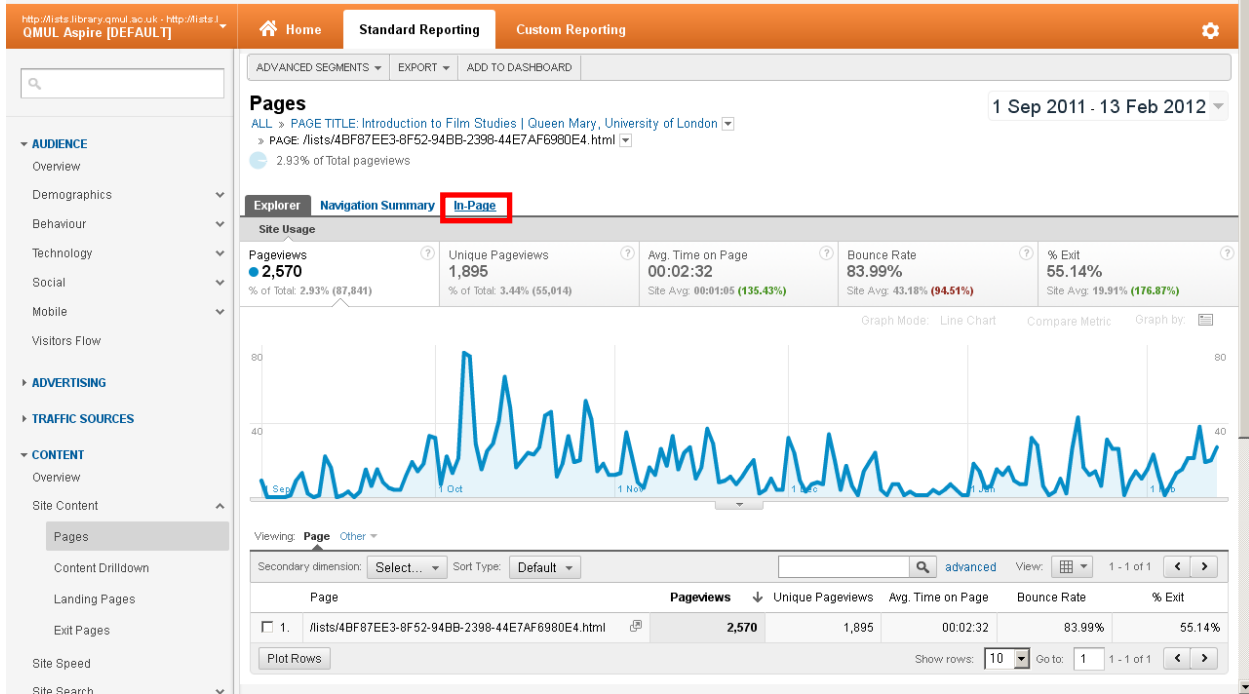 http://lists.library.qmul.ac.uk - http://lists.l
QMUL Aspire [DEFAULT]
Home
Standard Reporting
Custom Reporting
ADVANCED SEGMENTS
EXPORT
ADD TO DASHBOARD
Pages
1 Sep 2011 - 13 Feb 2012
ALL » PAGE TITLE: Introduction to Film Studies | Queen Mary, University of London
» PAGE: /lists/4BF87EE3-8F52-94BB-2398-44E7AF6980E4.html
2.93% of Total pageviews
AUDIENCE
Overview
Demographics
Behaviour
Technology
Social
Mobile
Visitors Flow
ADVERTISING
TRAFFIC SOURCES
CONTENT
Overview
Site Content
Pages
Content Drilldown
Landing Pages
Exit Pages
Site Speed
Site Search
Explorer
Navigation Summary
In-Page
Site Usage
Pageviews ?
2,570
% of Total: 2.93% (87,841)
Unique Pageviews ?
1,895
% of Total: 3.44% (55,014)
Avg. Time on Page ?
00:02:32
Site Avg: 00:01:05 (135.43%)
Bounce Rate ?
83.99%
Site Avg: 43.18% (94.51%)
% Exit ?
55.14%
Site Avg: 19.91% (176.87%)
Graph Mode: Line Chart
Compare Metric
Graph by:
80 80
40 40
1 Sep 1 Oct 1 Nov 1 Dec 1 Jan 1 Feb
Viewing: Page Other
Secondary dimension: Select... Sort Type: Default
advanced View: 1 - 1 of 1
Page Pageviews Unique Pageviews Avg. Time on Page Bounce Rate % Exit
1. /lists/4BF87EE3-8F52-94BB-2398-44E7AF6980E4.html 2,570 1,895 00:02:32 83.99% 55.14%
Plot Rows
Show rows: 10 Go to: 1 1 - 1 of 1